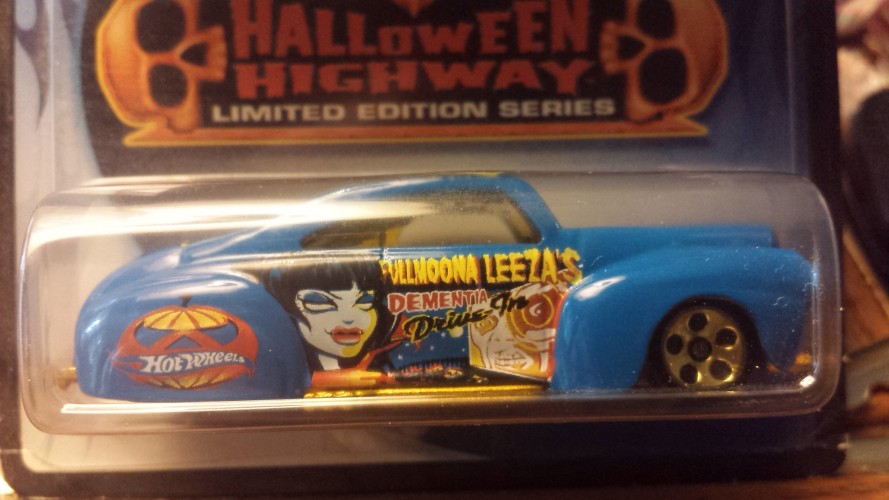 HALLOWEEN
HIGHWAY
LIMITED EDITION SERIES
FULLMOONA LEEZA'S
DEMENTIA
Drive-In
HOT WHEELS